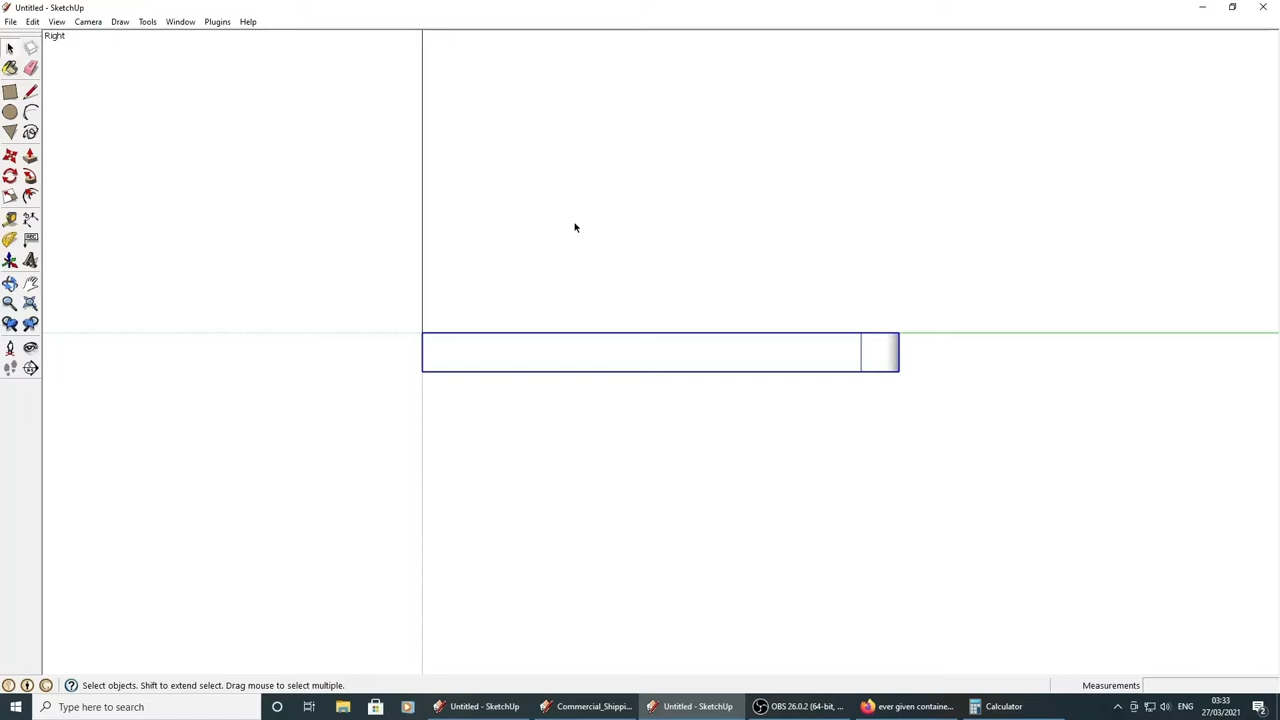 Untitled - SketchUp
File Edit View Camera Draw Tools Window Plugins Help
Right
ABC
Select objects. Shift to extend select. Drag mouse to select multiple.
Measurements
Type here to search
Untitled - SketchUp
Commercial_Shippi...
Untitled - SketchUp
OBS 26.0.2 (64-bit, ...
ever given containe...
Calculator
ENG
03:33
27/03/2021
2